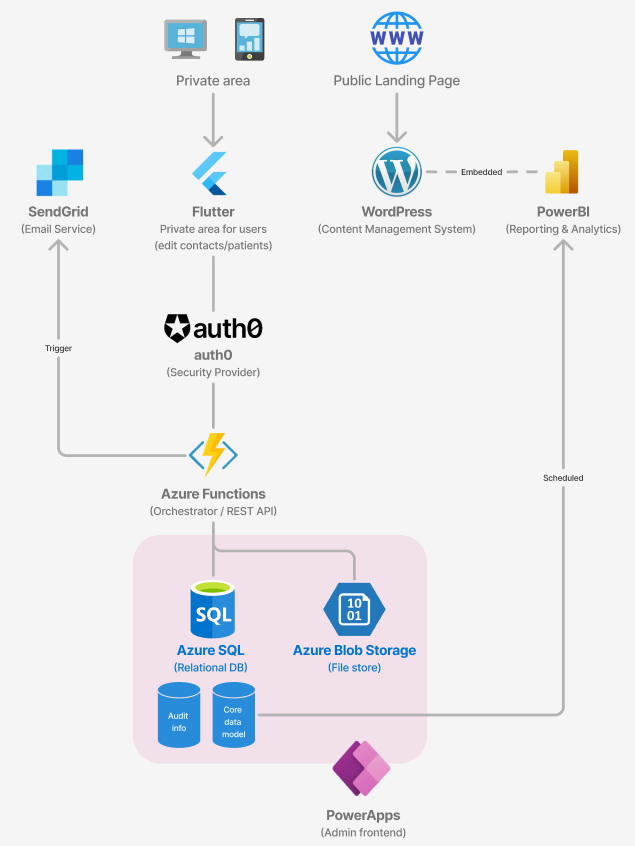 WWW
Private area
Public Landing Page
SendGrid
(Email Service)
Flutter
Private area for users
(edit contacts/patients)
W
WordPress
(Content Management System)
Embedded
PowerBI
(Reporting & Analytics)
auth0
auth0
(Security Provider)
Trigger
Azure Functions
(Orchestrator / REST API)
Scheduled
SQL
Azure SQL
(Relational DB)
10
01
Azure Blob Storage
(File store)
Audit
info
Core
data
model
PowerApps
(Admin frontend)